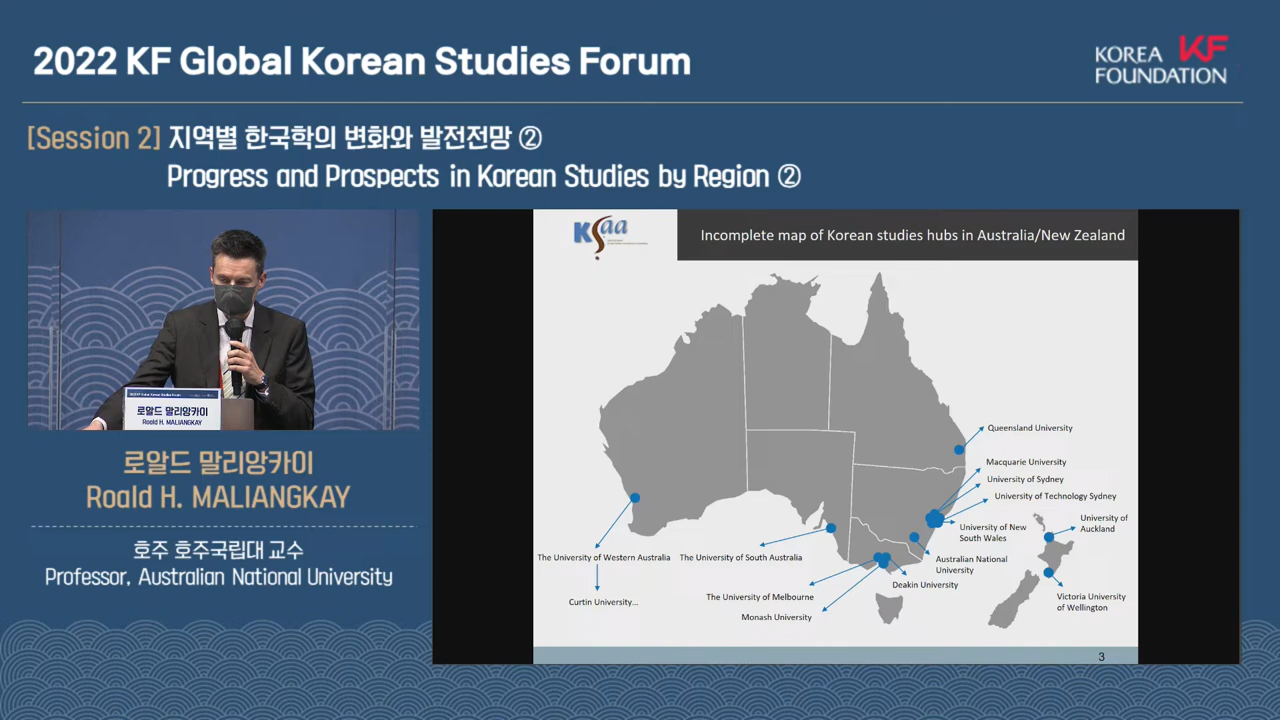 2022 KF Global Korean Studies Forum
KOREA KF
FOUNDATION
[Session 2] 지역별 한국학의 변화와 발전전망 ②
Progress and Prospects in Korean Studies by Region ②
로알드 말리앙카이
Roald H. MALIANGKAY
로알드 말리앙카이
Roald H. MALIANGKAY
호주 호주국립대 교수
Professor, Australian National University
KSaa
Incomplete map of Korean studies hubs in Australia/New Zealand
Queensland University
Macquarie University
University of Sydney
University of Technology Sydney
University of New
South Wales
University of
Auckland
Australian National
University
The University of Western Australia
The University of South Australia
Deakin University
Curtin University...
The University of Melbourne
Monash University
Victoria University
of Wellington
3